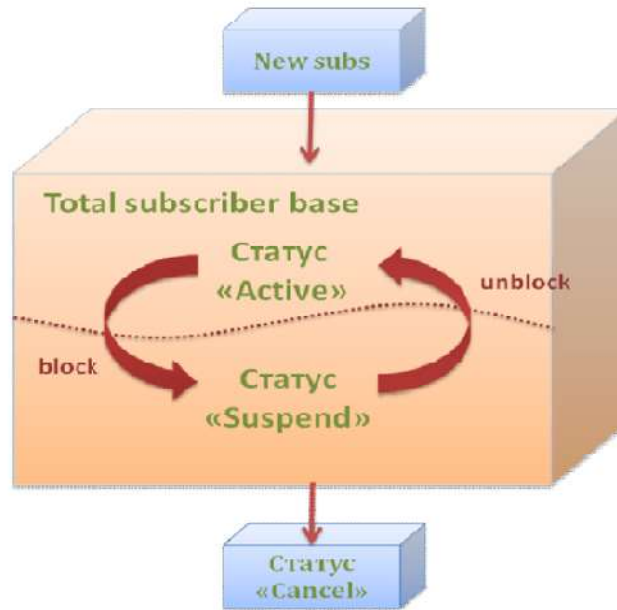 New subs
Total subscriber base
Статус
«Active»
unblock
block
Статус
«Suspend»
Статус
«Cancel»